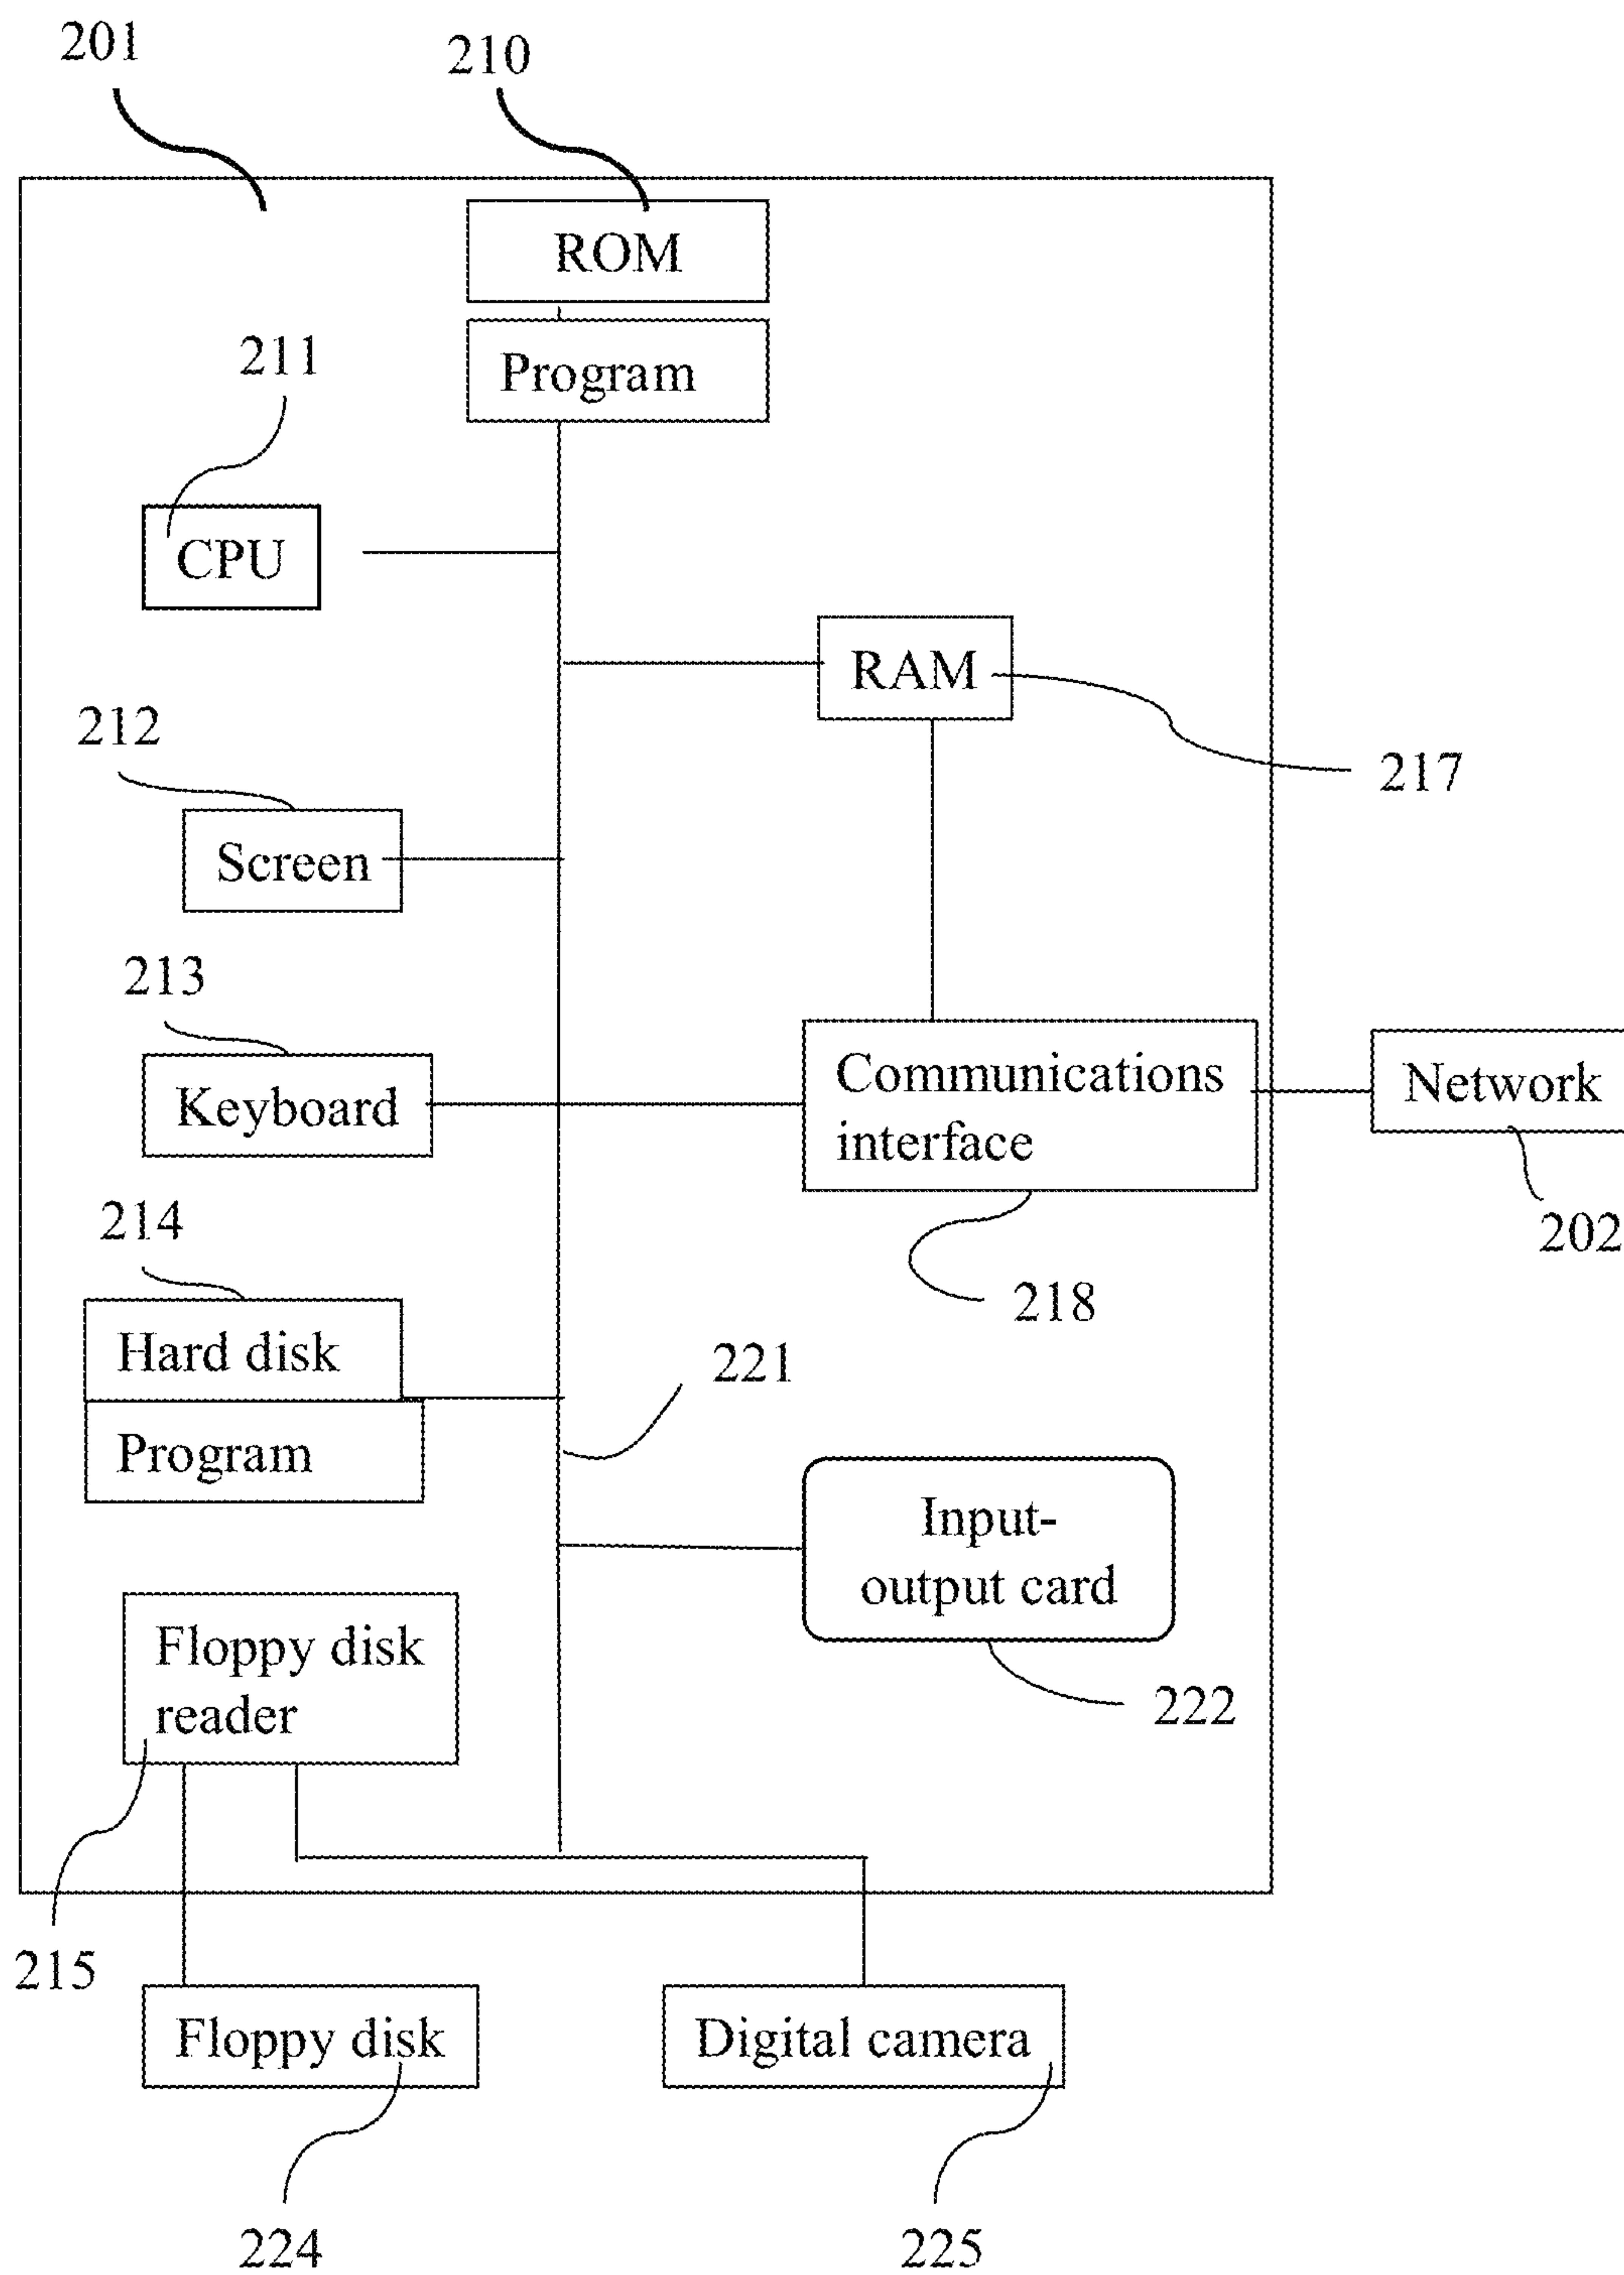 201
210
ROM
Program
211
CPU
RAM
217
212
Screen
213
Keyboard
Communications
interface
Network
202
218
214
Hard disk
Program
221
Input-
output card
222
Floppy disk
reader
215
Floppy disk
Digital camera
224
225